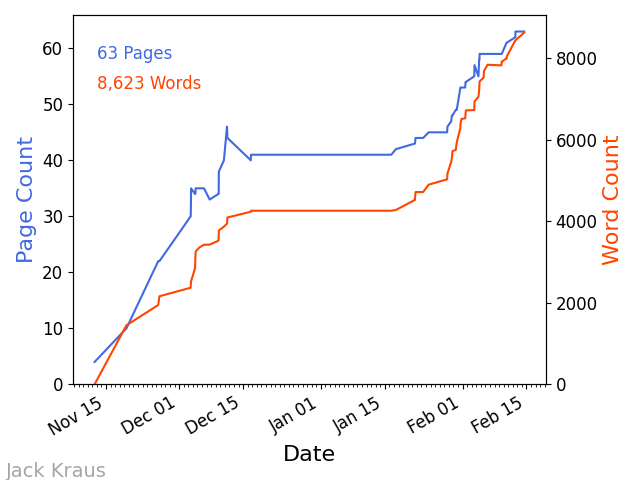 63 Pages
8,623 Words
Page Count
60
50
40
30
20
10
0
Word Count
8000
6000
4000
2000
0
Nov 15
Dec 01
Dec 15
Jan 01
Jan 15
Feb 01
Feb 15
Date
Jack Kraus